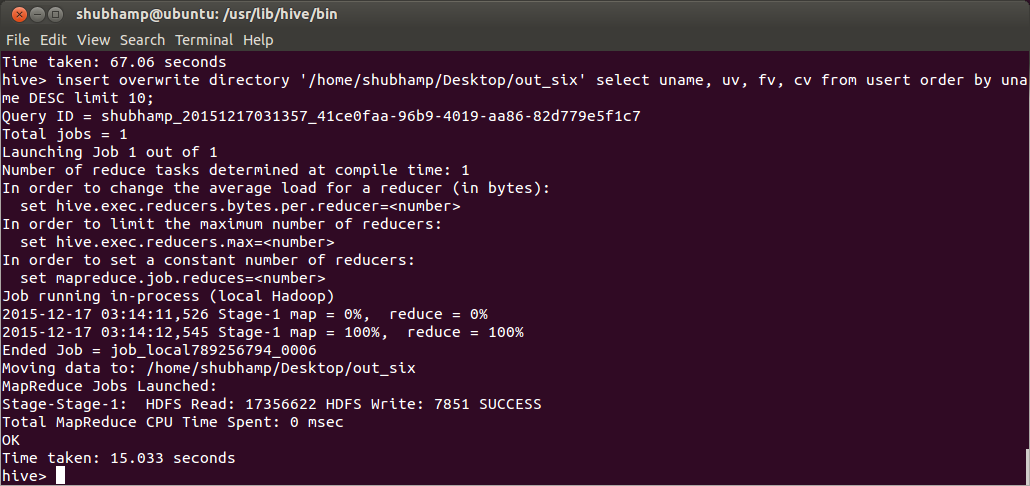 shubhamp@ubuntu: /usr/lib/hive/bin
File Edit View Search Terminal Help
Time taken: 67.06 seconds
hive> insert overwrite directory '/home/shubhamp/Desktop/out_six' select uname, uv, fv, cv from usert order by una
me DESC limit 10;
Query ID = shubhamp_20151217031357_41ce0faa-96b9-4019-aa86-82d779e5f1c7
Total jobs = 1
Launching Job 1 out of 1
Number of reduce tasks determined at compile time: 1
In order to change the average load for a reducer (in bytes):
  set hive.exec.reducers.bytes.per.reducer=<number>
In order to limit the maximum number of reducers:
  set hive.exec.reducers.max=<number>
In order to set a constant number of reducers:
  set mapreduce.job.reduces=<number>
Job running in-process (local Hadoop)
2015-12-17 03:14:11,526 Stage-1 map = 0%,  reduce = 0%
2015-12-17 03:14:12,545 Stage-1 map = 100%,  reduce = 100%
Ended Job = job_local789256794_0006
Moving data to: /home/shubhamp/Desktop/out_six
MapReduce Jobs Launched:
Stage-Stage-1:  HDFS Read: 17356622 HDFS Write: 7851 SUCCESS
Total MapReduce CPU Time Spent: 0 msec
OK
Time taken: 15.033 seconds
hive>